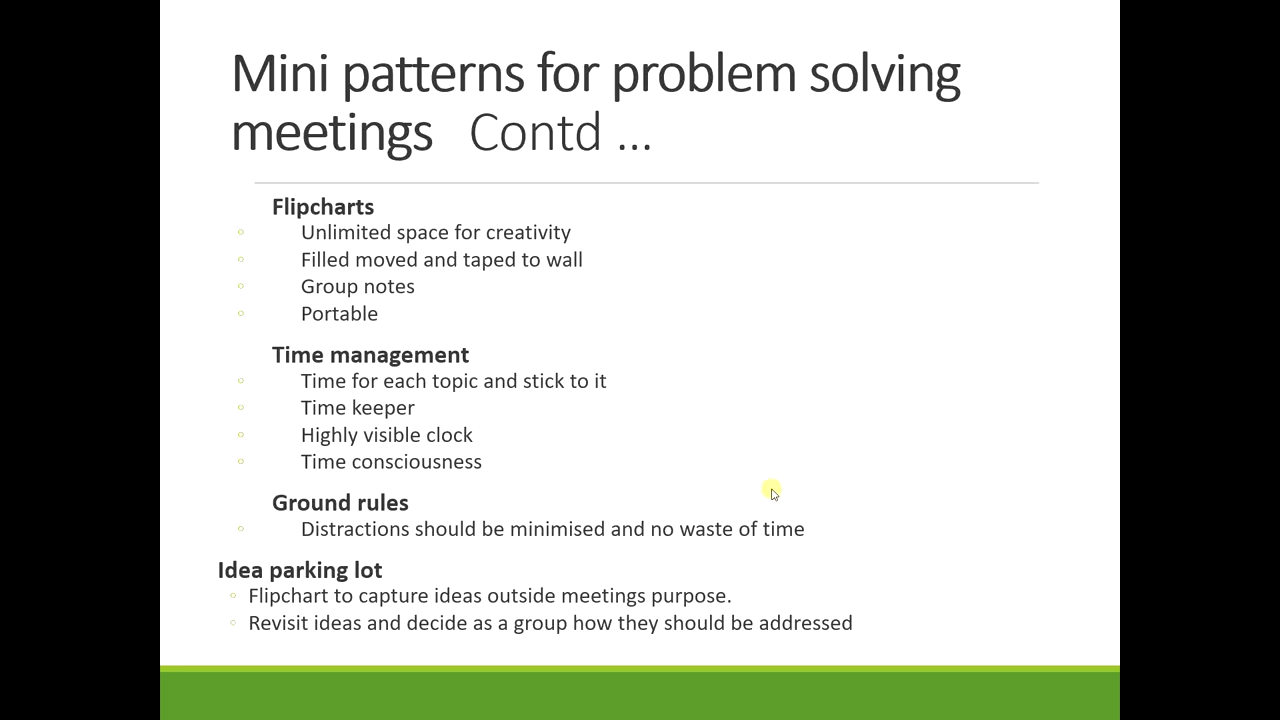 Mini patterns for problem solving
meetings Contd ...
Flipcharts
Unlimited space for creativity
Filled moved and taped to wall
Group notes
Portable
Time management
Time for each topic and stick to it
Time keeper
Highly visible clock
Time consciousness
Ground rules
Distractions should be minimised and no waste of time
Idea parking lot
Flipchart to capture ideas outside meetings purpose.
Revisit ideas and decide as a group how they should be addressed